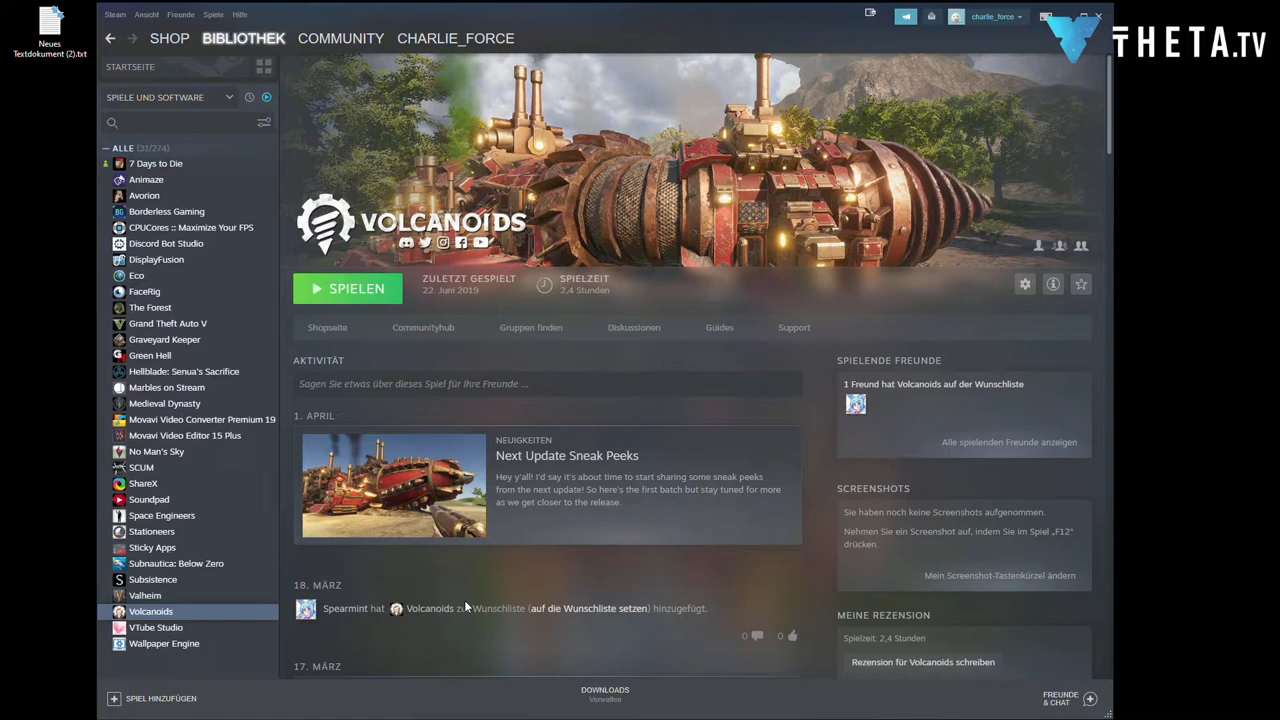 Neues
Textdokument (2).txt
Steam Ansicht Freunde Spiele Hilfe
charlie_force
SHOP BIBLIOTHEK COMMUNITY CHARLIE_FORCE
THETA.TV
STARTSEITE
SPIELE UND SOFTWARE
ALLE (31/274)
7 Days to Die
Animaze
Avorion
Borderless Gaming
CPUCores :: Maximize Your FPS
Discord Bot Studio
DisplayFusion
Eco
FaceRig
The Forest
Grand Theft Auto V
Graveyard Keeper
Green Hell
Hellblade: Senua's Sacrifice
Marbles on Stream
Medieval Dynasty
Movavi Video Converter Premium 19
Movavi Video Editor 15 Plus
No Man's Sky
SCUM
ShareX
Soundpad
Space Engineers
Stationeers
Sticky Apps
Subnautica: Below Zero
Subsistence
Valheim
Volcanoids
VTube Studio
Wallpaper Engine
SPIEL HINZUFÜGEN
VOLCANOIDS
SPIELEN
ZULETZT GESPIELT
22. Juni 2019
SPIELZEIT
2,4 Stunden
Shopseite Communityhub Gruppen finden Diskussionen Guides Support
AKTIVITÄT
Sagen Sie etwas über dieses Spiel für Ihre Freunde ...
1. APRIL
NEUIGKEITEN
Next Update Sneak Peeks
Hey y'all! I'd say it's about time to start sharing some sneak peeks
from the next update! So here's the first batch but stay tuned for more
as we get closer to the release.
18. MÄRZ
Spearmint hat Volcanoids zu Wunschliste (auf die Wunschliste setzen) hinzugefügt.
0 0
17. MÄRZ
SPIELENDE FREUNDE
1 Freund hat Volcanoids auf der Wunschliste
Alle spielenden Freunde anzeigen
SCREENSHOTS
Sie haben noch keine Screenshots aufgenommen.
Nehmen Sie ein Screenshot auf, indem Sie im Spiel „F12"
drücken.
Mein Screenshot-Tastenkürzel ändern
MEINE REZENSION
Spielzeit: 2,4 Stunden
Rezension für Volcanoids schreiben
DOWNLOADS
Verwalten
FREUNDE
& CHAT